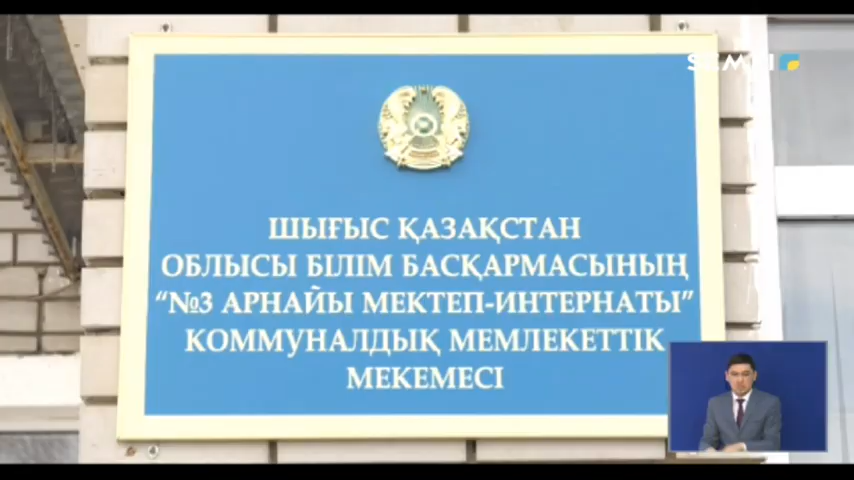 ШЫҒЫС ҚАЗАҚСТАН
ОБЛЫСЫ БІЛІМ БАСҚАРМАСЫНЫҢ
“№3 АРНАЙЫ МЕКТЕП-ИНТЕРНАТЫ”
КОММУНАЛДЫҚ МЕМЛЕКЕТТІК
МЕКЕМЕСІ